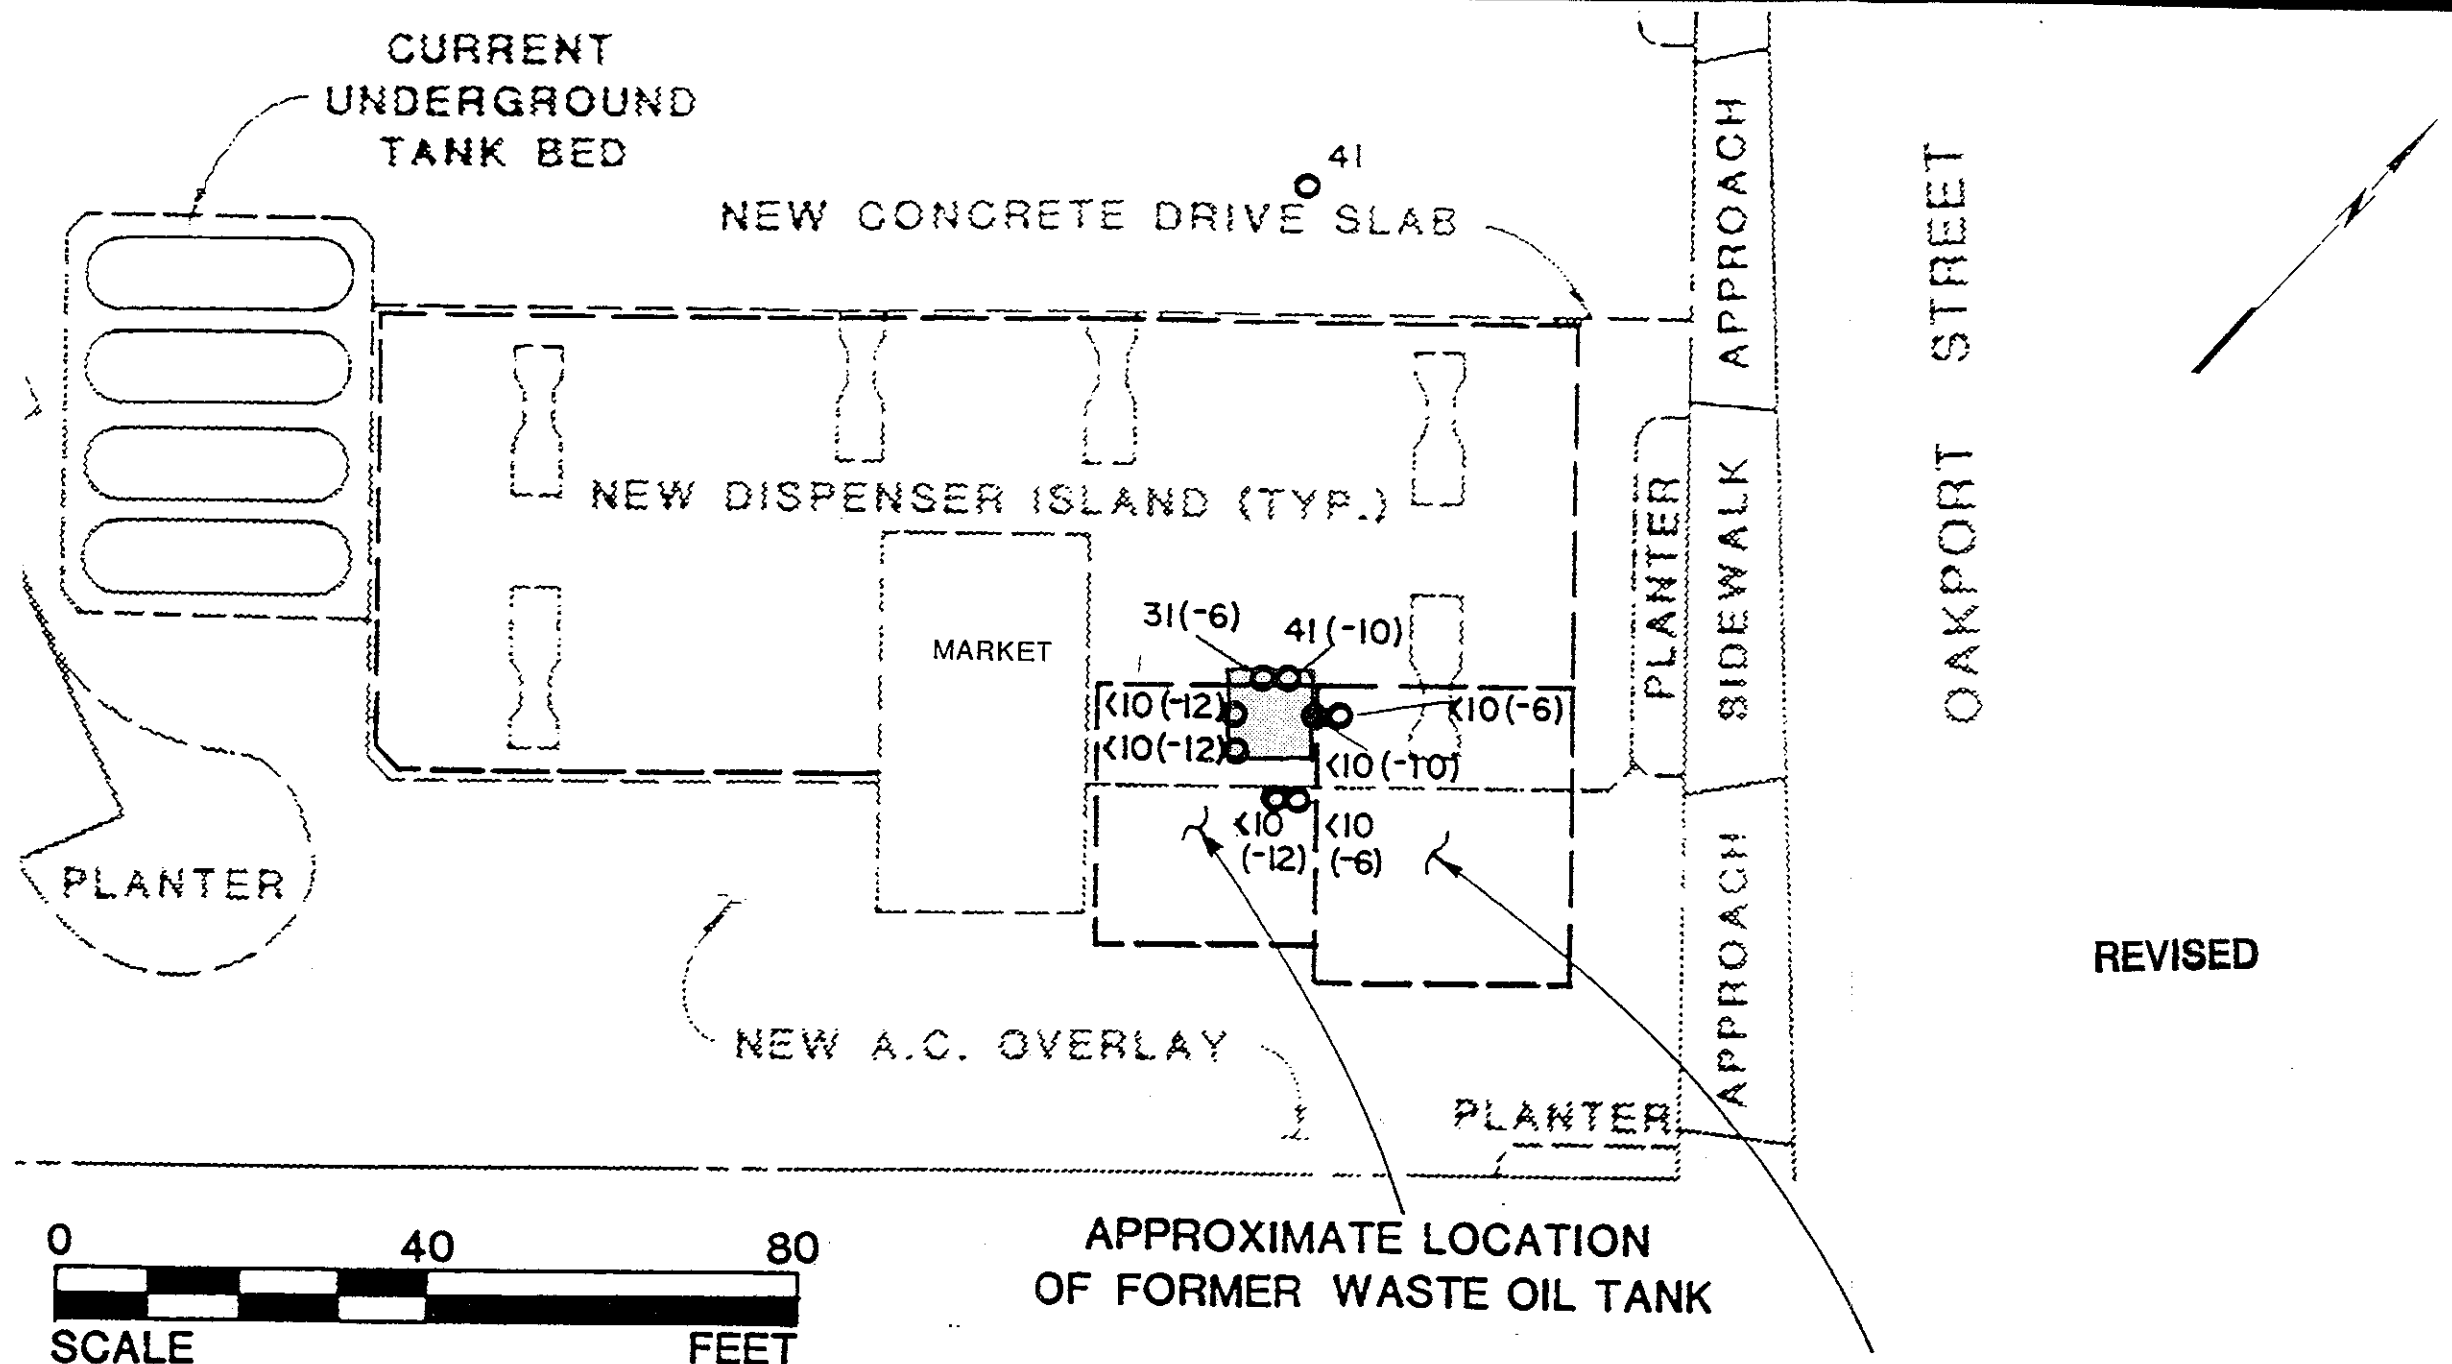 CURRENT
UNDERGROUND
TANK BED
41
NEW CONCRETE DRIVE SLAB
APPROACH
OAKPORT STREET
NEW DISPENSER ISLAND (TYP.)
PLANTER
SIDEWALK
MARKET
31(-6)
41(-10)
<10(-12)
<10(-6)
<10(-12)
<10(-10)
<10
(-12)
<10
(-6)
PLANTER
APPROACH
REVISED
NEW A.C. OVERLAY
PLANTER
0 40 80
SCALE FEET
APPROXIMATE LOCATION
OF FORMER WASTE OIL TANK